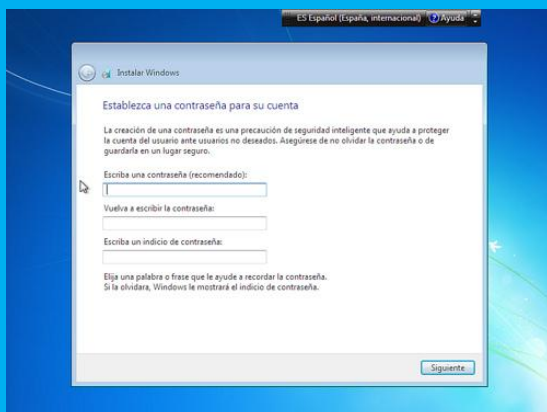 ES Español (España, internacional) Ayuda
Instalar Windows
Establezca una contraseña para su cuenta
La creación de una contraseña es una precaución de seguridad inteligente que ayuda a proteger
la cuenta del usuario ante usuarios no deseados. Asegúrese de no olvidar la contraseña o de
guardarla en un lugar seguro.
Escriba una contraseña (recomendado):
Vuelva a escribir la contraseña:
Escriba un indicio de contraseña:
Elija una palabra o frase que le ayude a recordar la contraseña.
Si la olvidara, Windows le mostrará el indicio de contraseña.
Siguiente